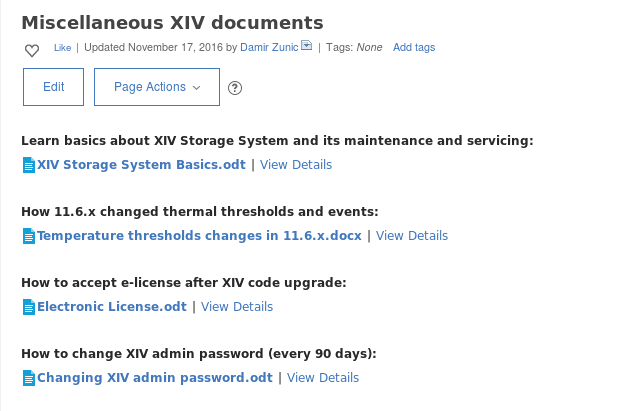 Miscellaneous XIV documents
Like | Updated November 17, 2016 by Damir Zunic | Tags: None Add tags
Edit Page Actions ?
Learn basics about XIV Storage System and its maintenance and servicing:
XIV Storage System Basics.odt | View Details
How 11.6.x changed thermal thresholds and events:
Temperature thresholds changes in 11.6.x.docx | View Details
How to accept e-license after XIV code upgrade:
Electronic License.odt | View Details
How to change XIV admin password (every 90 days):
Changing XIV admin password.odt | View Details